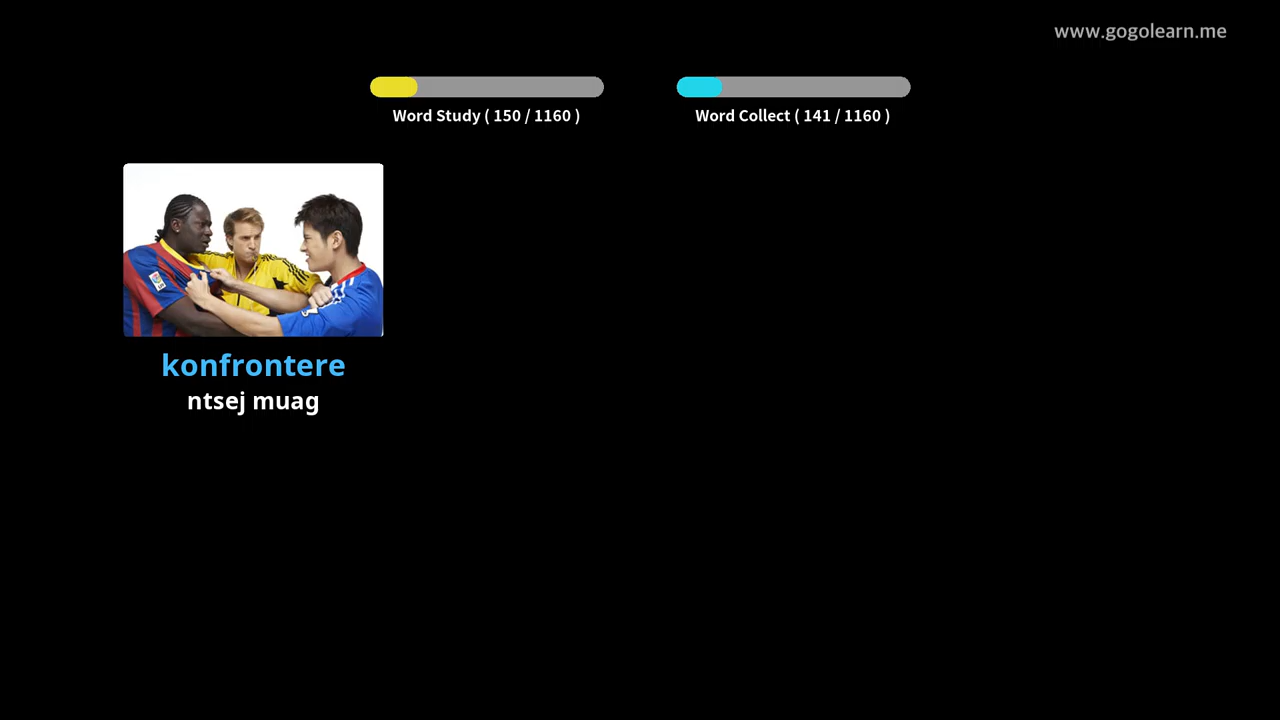 www.gogolearn.me
Word Study ( 150 / 1160 )
Word Collect ( 141 / 1160 )
konfrontere
ntsej muag